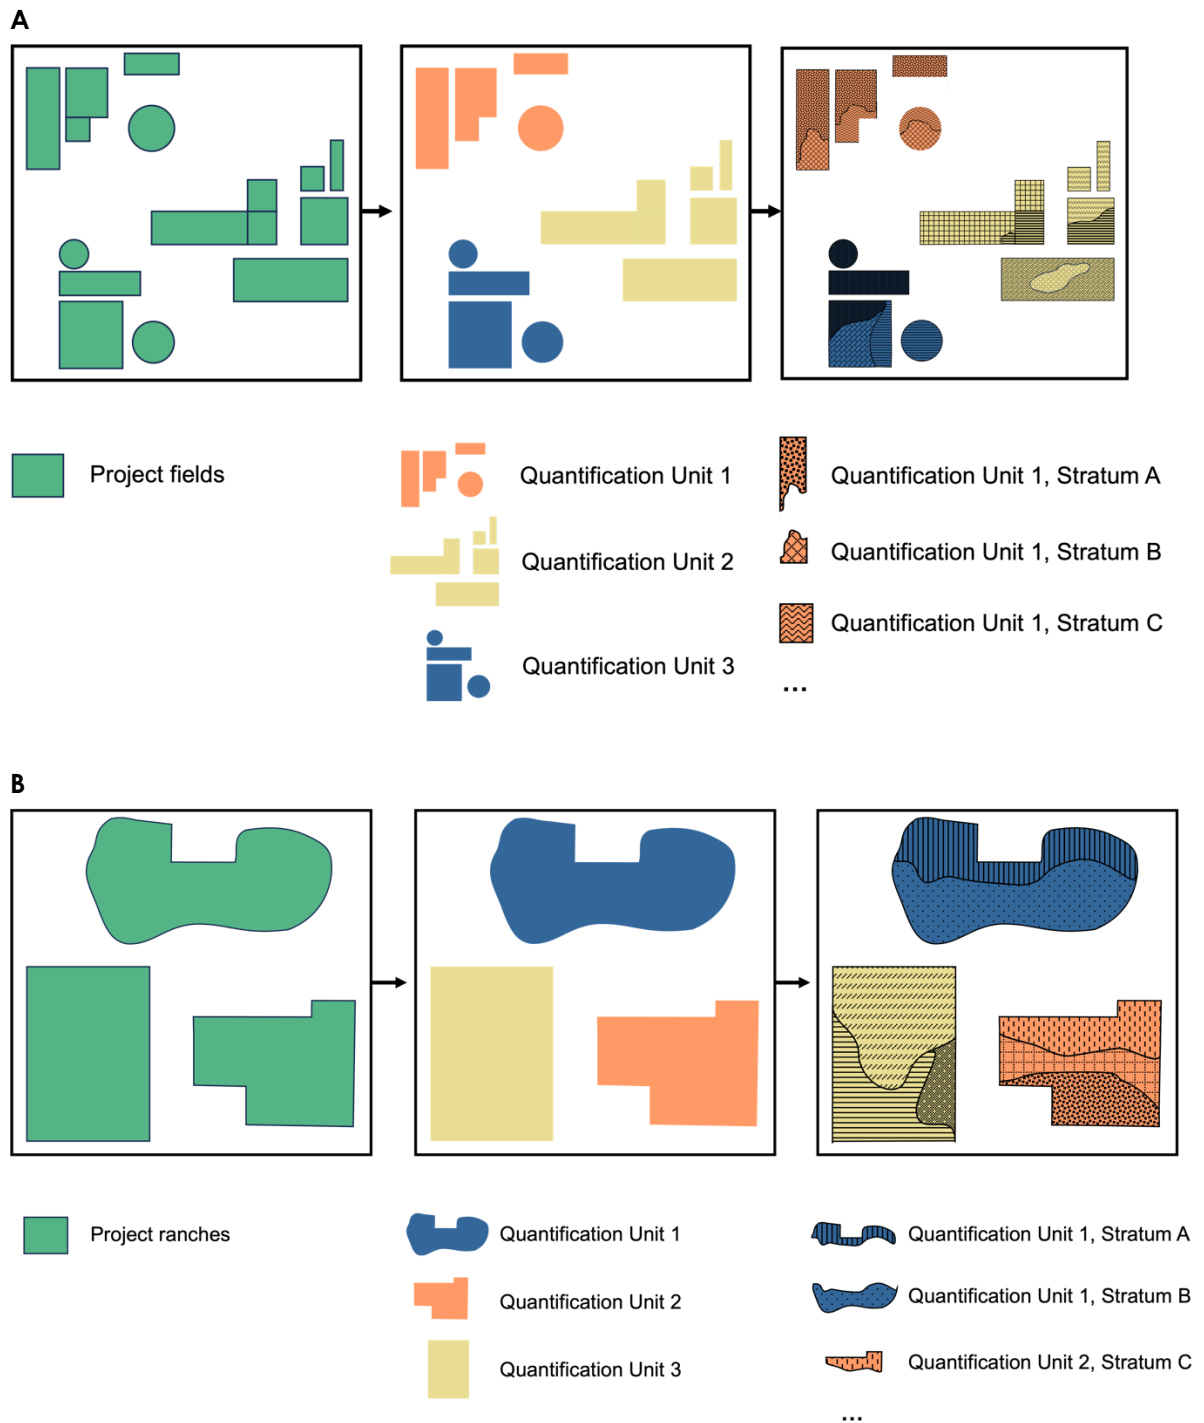 A
Project fields
Quantification Unit 1
Quantification Unit 2
Quantification Unit 3
Quantification Unit 1, Stratum A
Quantification Unit 1, Stratum B
Quantification Unit 1, Stratum C
...
B
Project ranches
Quantification Unit 1
Quantification Unit 2
Quantification Unit 3
Quantification Unit 1, Stratum A
Quantification Unit 1, Stratum B
Quantification Unit 2, Stratum C
...